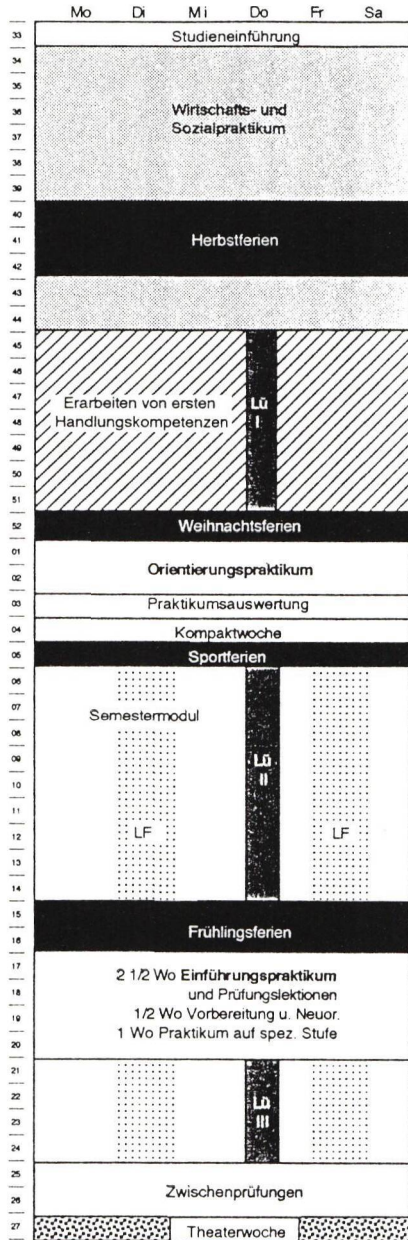 Mo Di Mi Do Fr Sa
33 Studieneinführung
34
35
36 Wirtschafts- und
37 Sozialpraktikum
38
39
40
41 Herbstferien
42
43
44
45
46
47 Erarbeiten von ersten Lü I
48 Handlungskompetenzen
49
50
51
52 Weihnachtsferien
01
02 Orientierungspraktikum
03 Praktikumsauswertung
04 Kompaktwoche
05 Sportferien
06
07 Semestermodul
08
09 Lü II
10
11
12 LF LF
13
14
15
16 Frühlingsferien
17 2 1/2 Wo Einführungspraktikum
18 und Prüfungslektionen
19 1/2 Wo Vorbereitung u. Neuor.
20 1 Wo Praktikum auf spez. Stufe
21
22 Lü III
23
24
25
26 Zwischenprüfungen
27 Theaterwoche